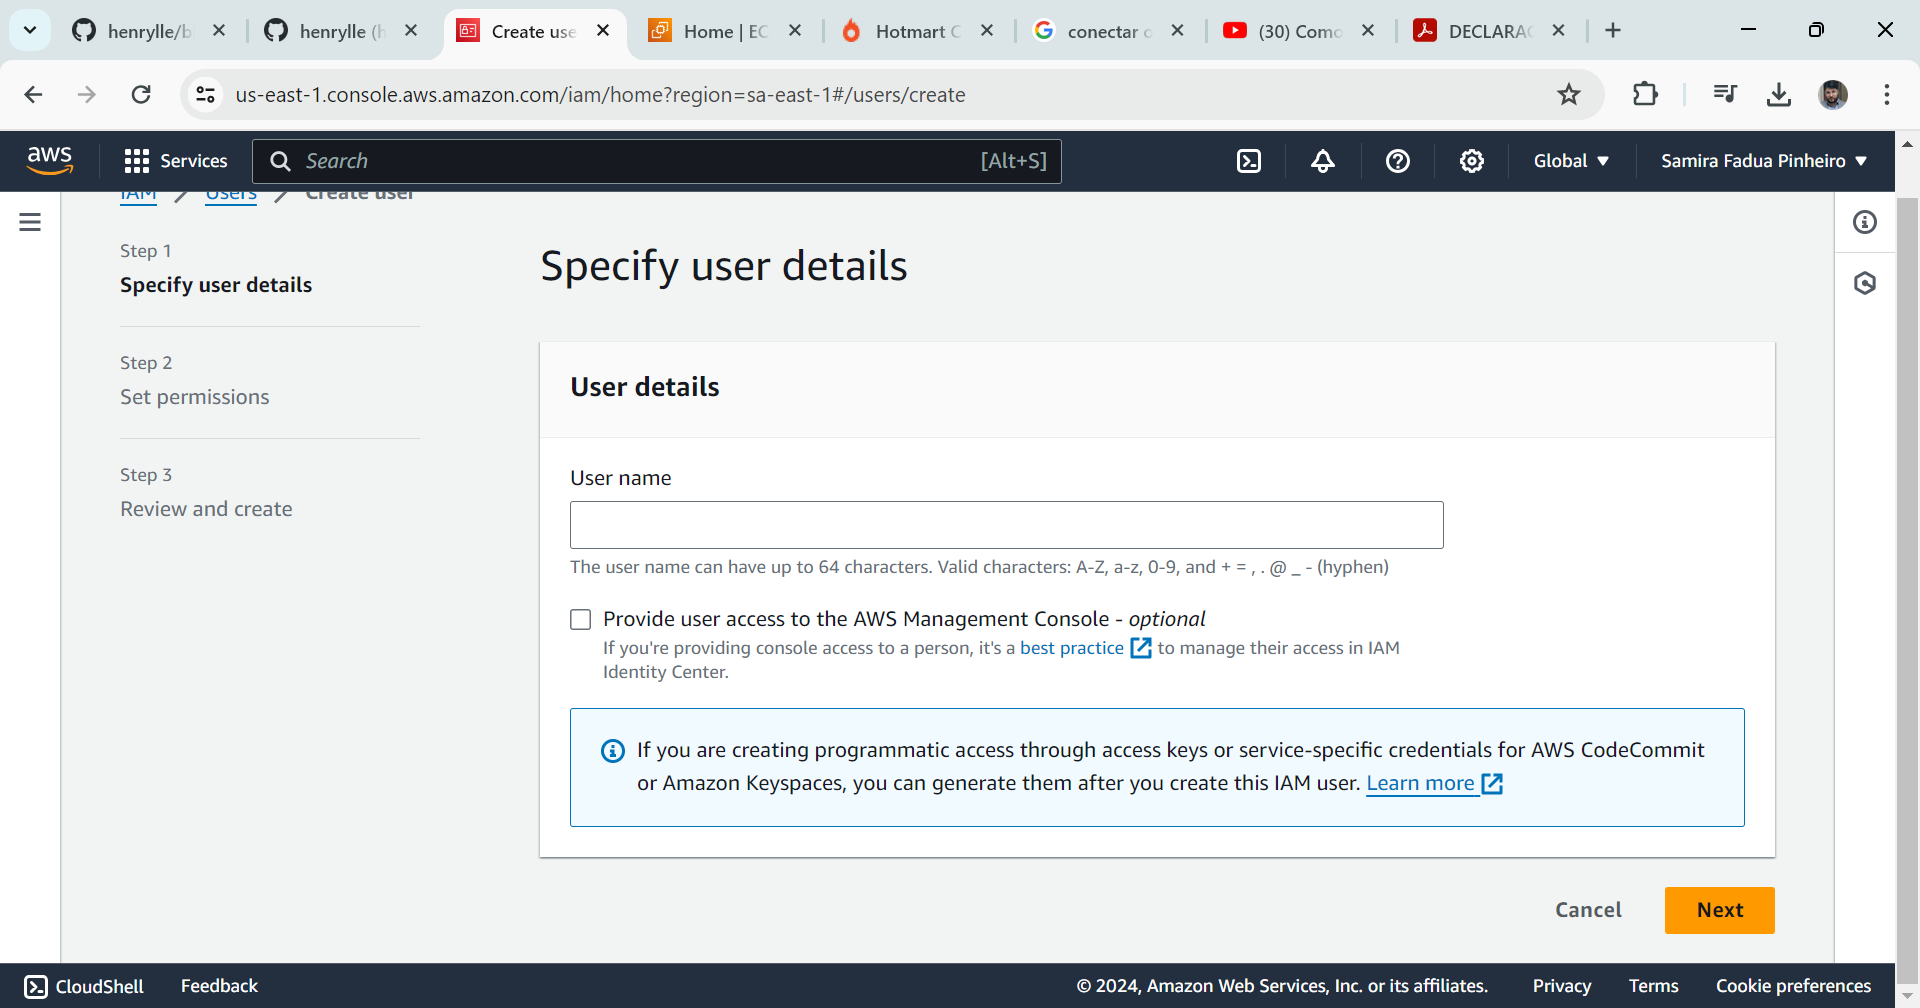 henrylle/b
henrylle (h
Create use
Home | EC
Hotmart C
conectar o
(30) Como
DECLARAC
us-east-1.console.aws.amazon.com/iam/home?region=sa-east-1#/users/create
aws
Services
Search
[Alt+S]
Global
Samira Fadua Pinheiro
IAM
Users
Create user
Step 1
Specify user details
Step 2
Set permissions
Step 3
Review and create
Specify user details
User details
User name
The user name can have up to 64 characters. Valid characters: A-Z, a-z, 0-9, and + = , . @ _ - (hyphen)
Provide user access to the AWS Management Console - optional
If you're providing console access to a person, it's a best practice to manage their access in IAM
Identity Center.
If you are creating programmatic access through access keys or service-specific credentials for AWS CodeCommit
or Amazon Keyspaces, you can generate them after you create this IAM user. Learn more
Cancel
Next
CloudShell
Feedback
© 2024, Amazon Web Services, Inc. or its affiliates.
Privacy
Terms
Cookie preferences